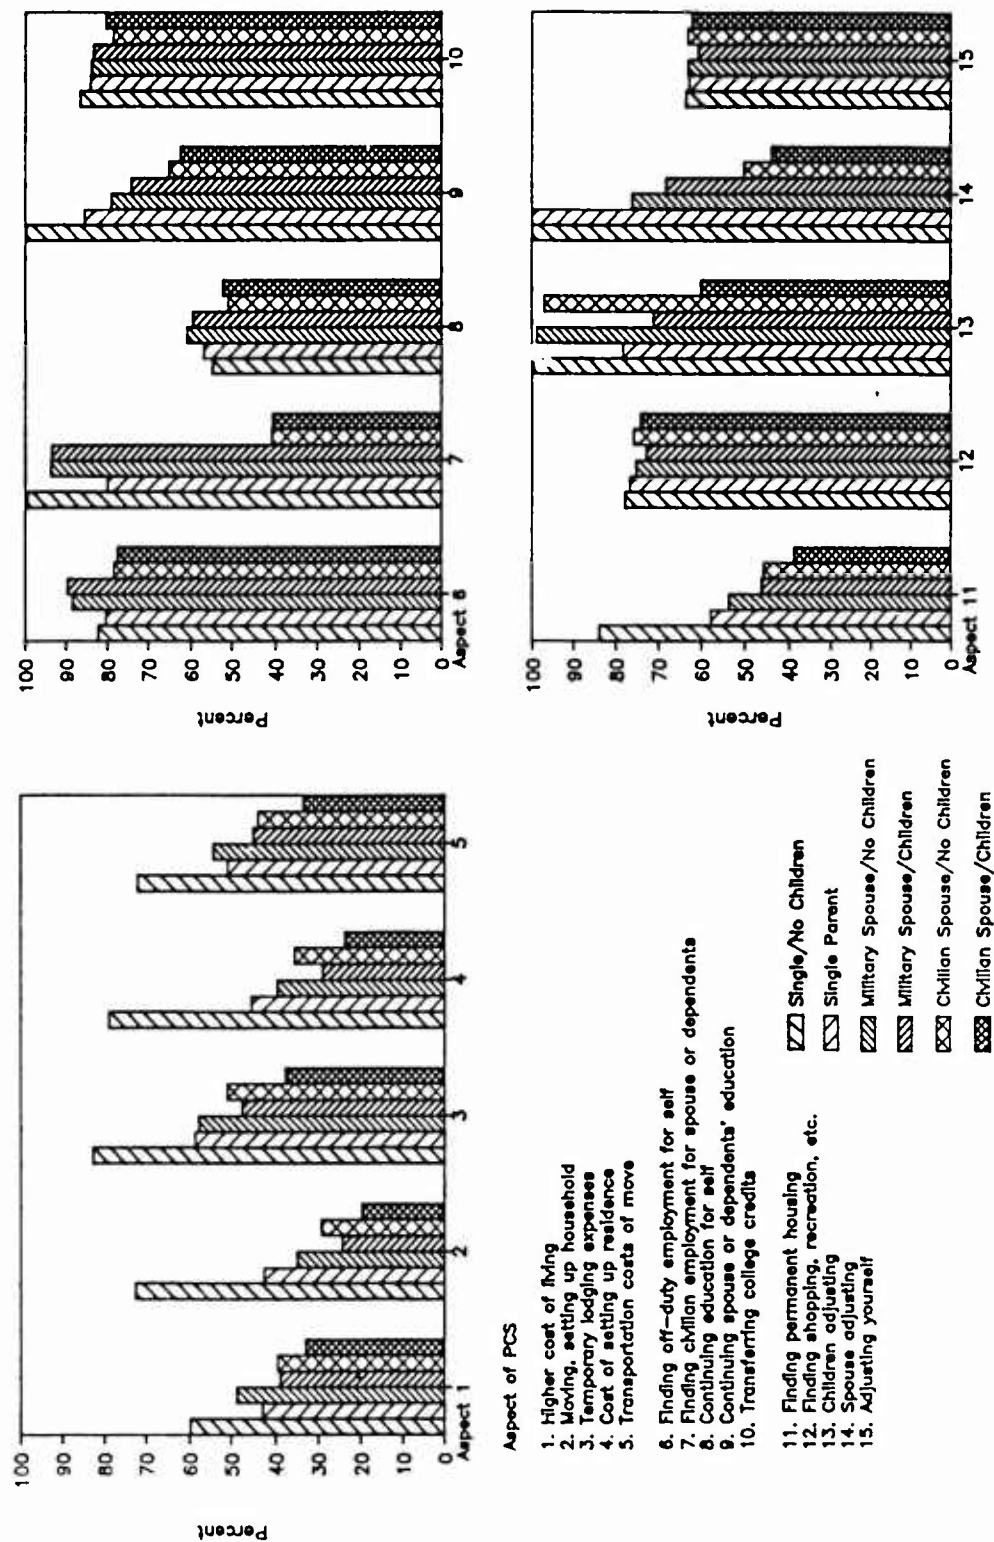 Percent
100
90
80
70
60
50
40
30
20
10
0
Aspect 1
2
3
4
5
Percent
100
90
80
70
60
50
40
30
20
10
0
Aspect 6
7
8
9
10
Aspect of PCS
1. Higher cost of living
2. Moving, setting up household
3. Temporary lodging expenses
4. Cost of setting up residence
5. Transportation costs of move
6. Finding off-duty employment for self
7. Finding civilian employment for spouse or dependents
8. Continuing education for self
9. Continuing spouse or dependents' education
10. Transferring college credits
11. Finding permanent housing
12. Finding shopping, recreation, etc.
13. Children adjusting
14. Spouse adjusting
15. Adjusting yourself
Single/No Children
Single Parent
Military Spouse/No Children
Military Spouse/Children
Civilian Spouse/No Children
Civilian Spouse/Children
Percent
100
90
80
70
60
50
40
30
20
10
0
Aspect 11
12
13
14
15